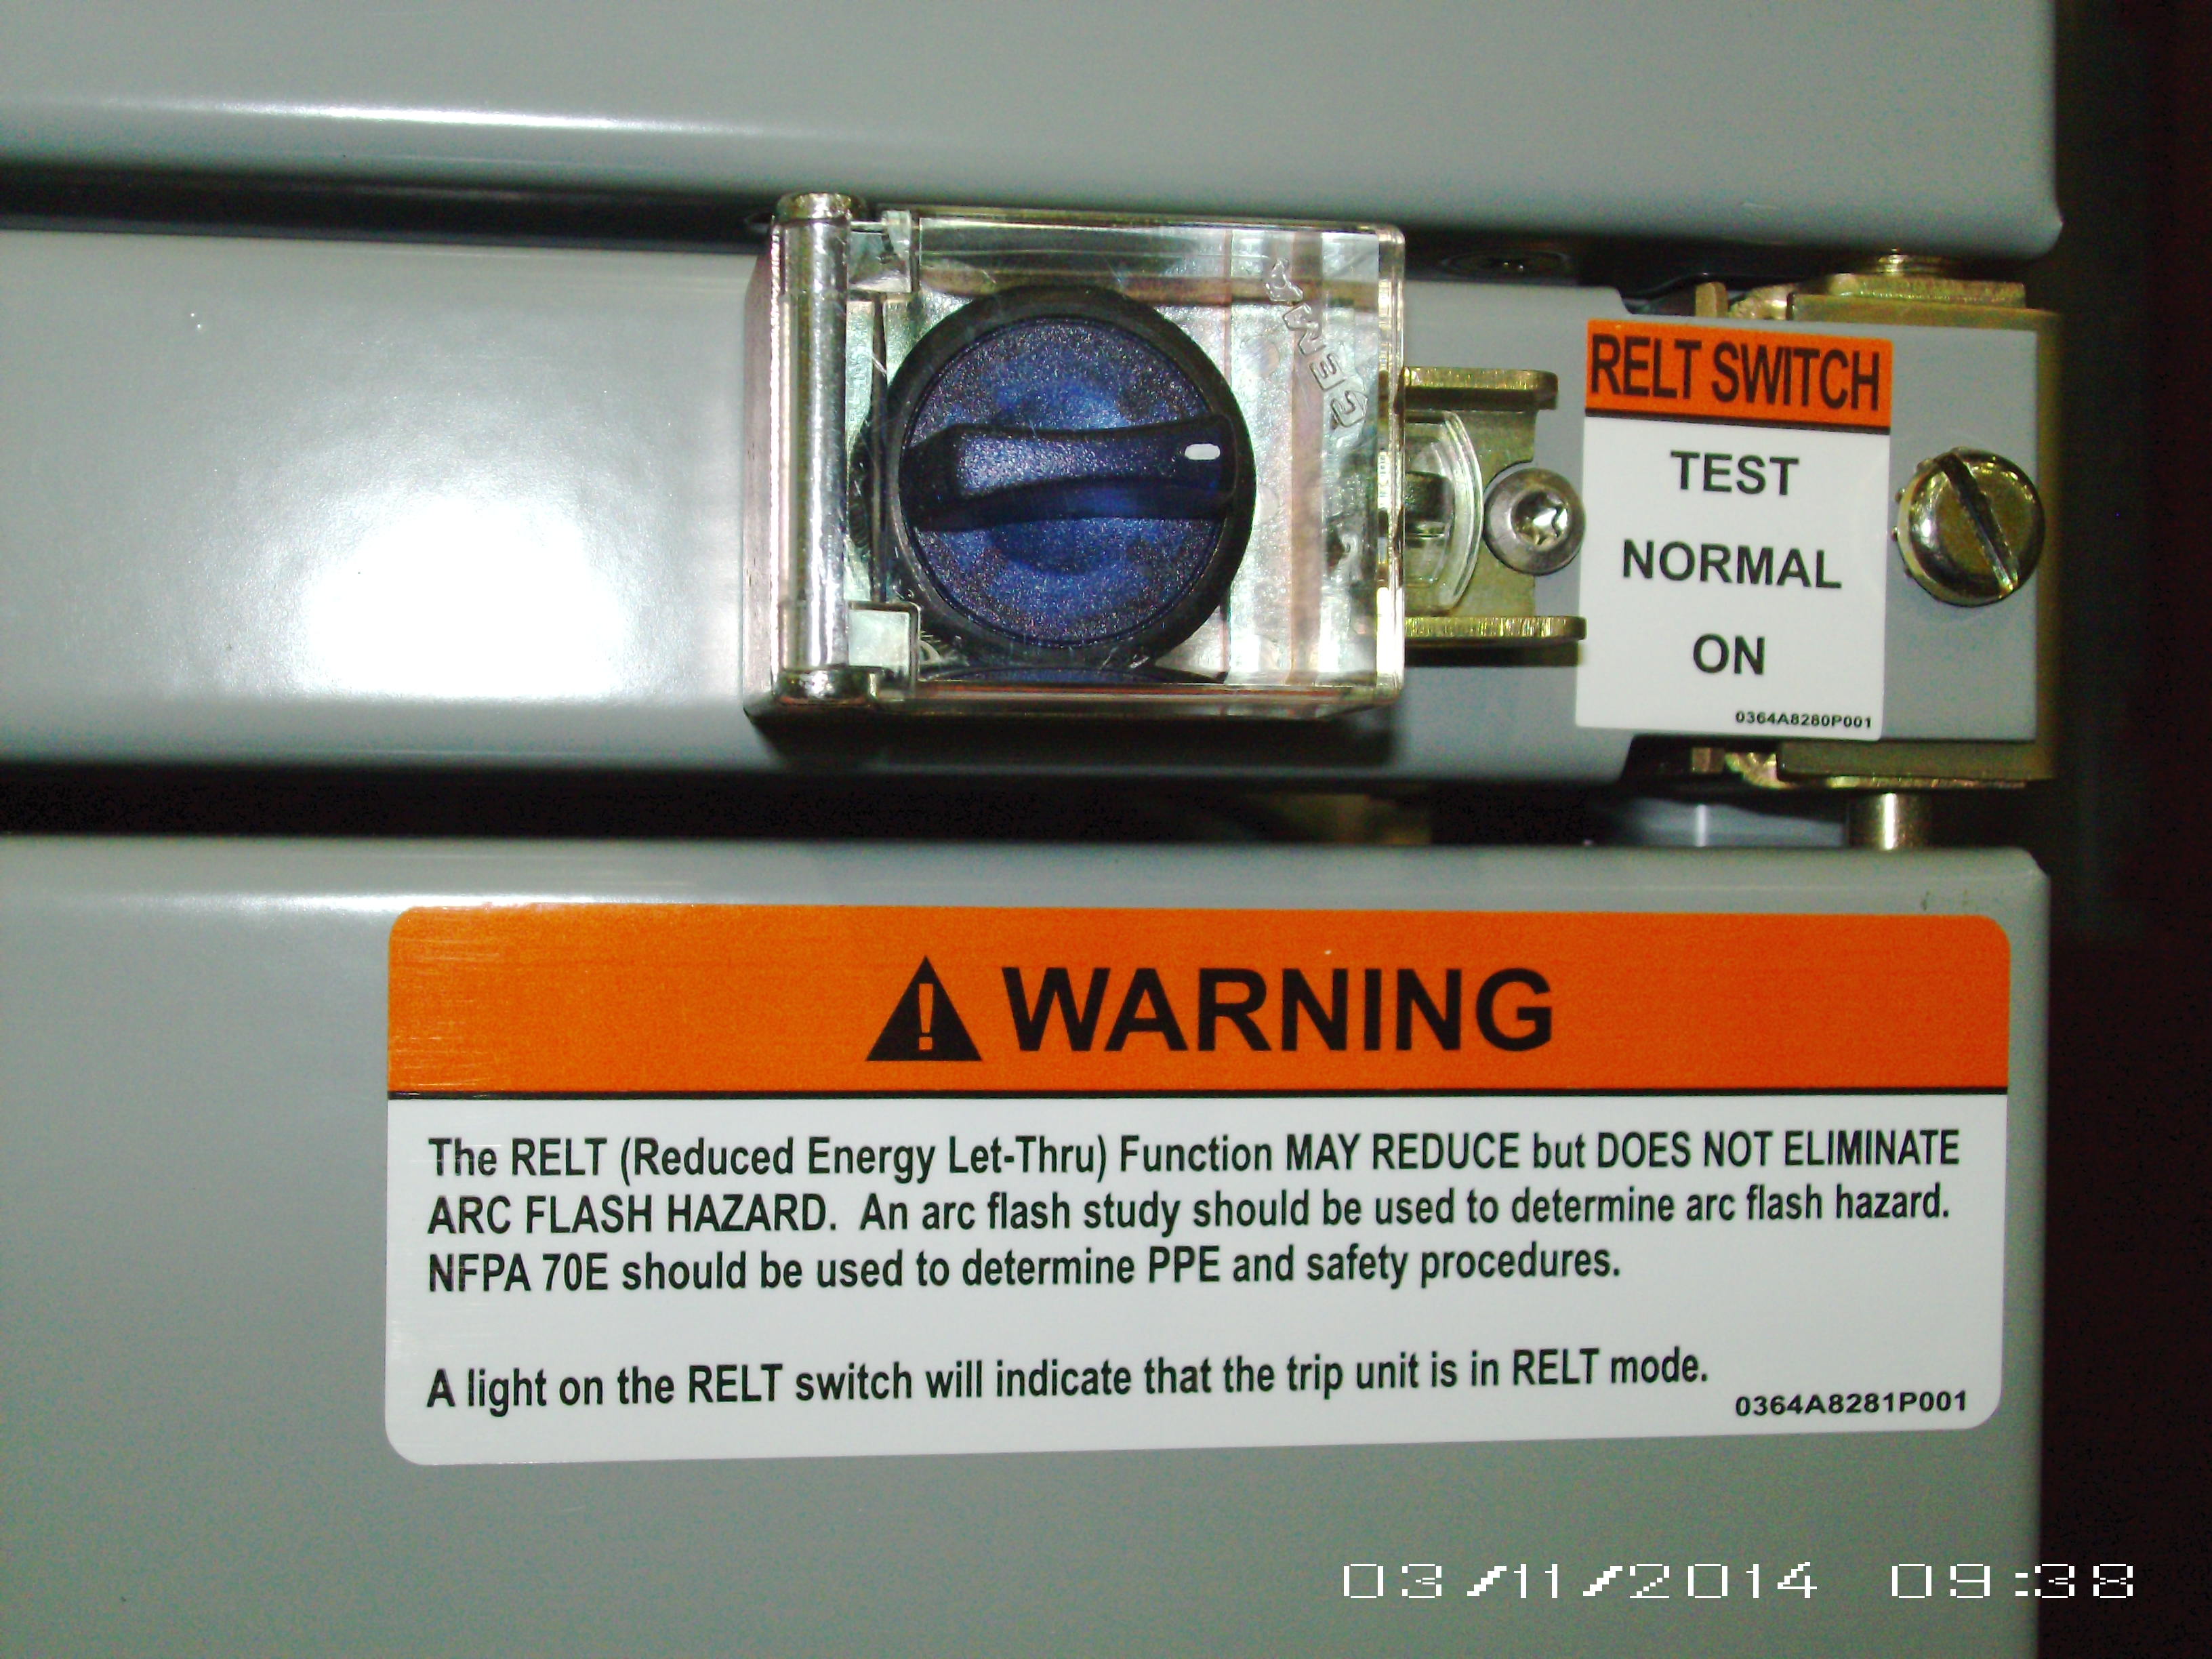 GEMA
RELT SWITCH
TEST
NORMAL
ON
0364A8280P001
WARNING
The RELT (Reduced Energy Let-Thru) Function MAY REDUCE but DOES NOT ELIMINATE
ARC FLASH HAZARD. An arc flash study should be used to determine arc flash hazard.
NFPA 70E should be used to determine PPE and safety procedures.
A light on the RELT switch will indicate that the trip unit is in RELT mode.
0364A8281P001
03/11/2014 09:38